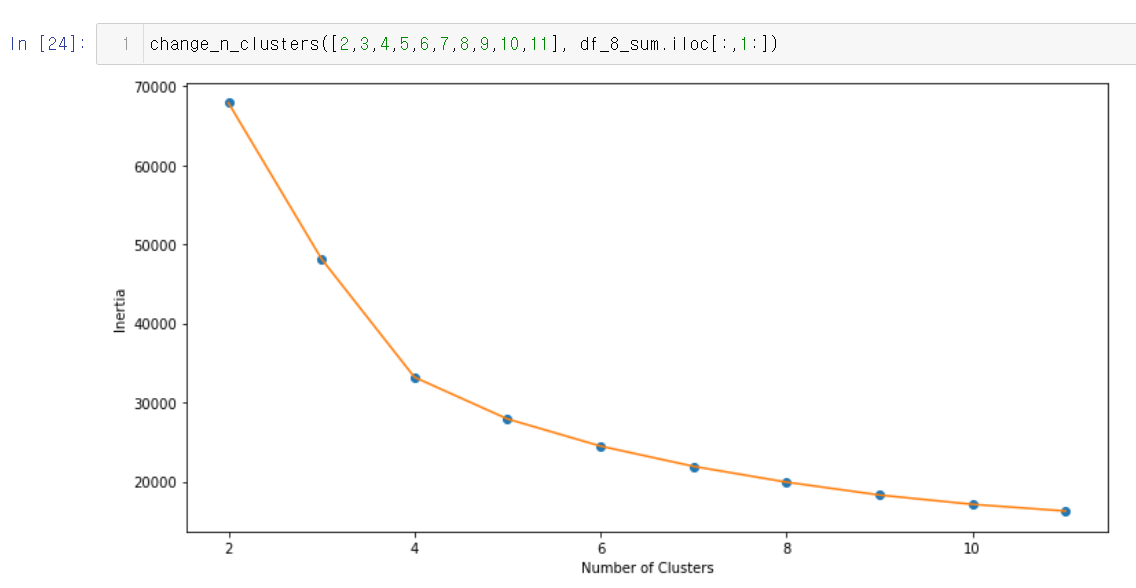 In [24]: 1 change_n_clusters([2,3,4,5,6,7,8,9,10,11], df_8_sum.iloc[:,1:])
70000
60000
50000
40000
30000
20000
Inertia
2 4 6 8 10
Number of Clusters